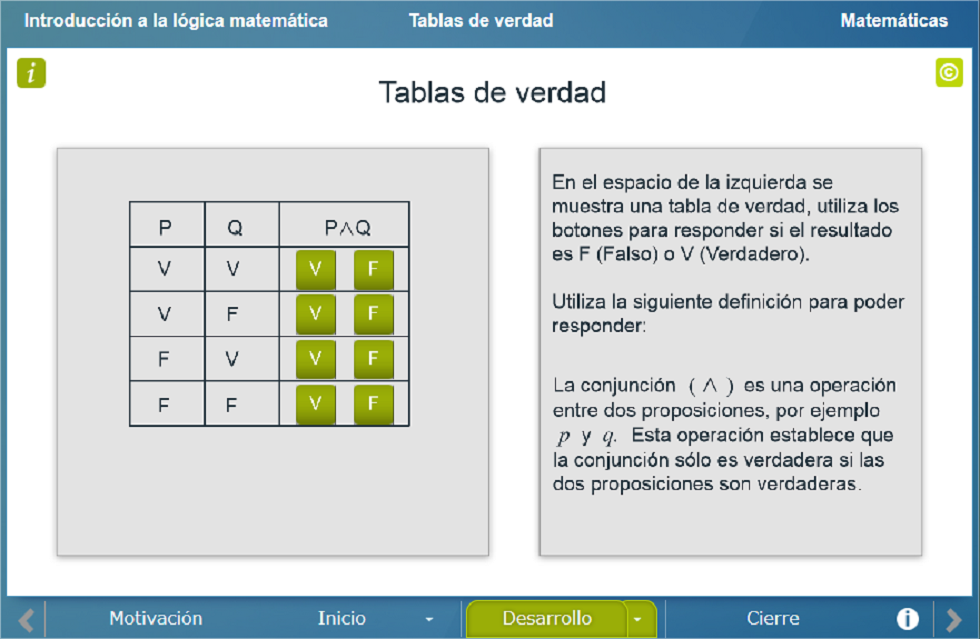 Introducción a la lógica matemática Tablas de verdad Matemáticas
i ©
Tablas de verdad
P Q P∧Q
V V V F
V F V F
F V V F
F F V F
En el espacio de la izquierda se
muestra una tabla de verdad, utiliza los
botones para responder si el resultado
es F (Falso) o V (Verdadero).
Utiliza la siguiente definición para poder
responder:
La conjunción ( ∧ ) es una operación
entre dos proposiciones, por ejemplo
p y q. Esta operación establece que
la conjunción sólo es verdadera si las
dos proposiciones son verdaderas.
Motivación Inicio Desarrollo Cierre i